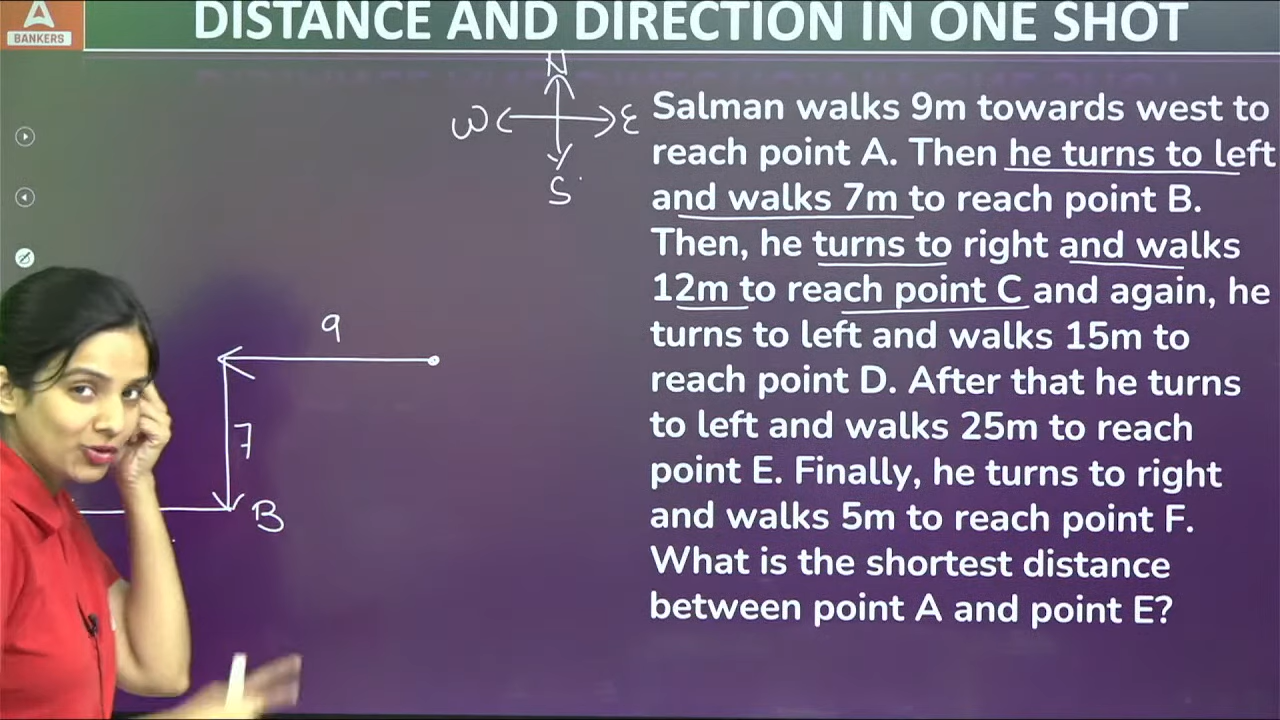 DISTANCE AND DIRECTION IN ONE SHOT
A
BANKERS
N
W
E
S
Salman walks 9m towards west to
reach point A. Then he turns to left
and walks 7m to reach point B.
Then, he turns to right and walks
12m to reach point C and again, he
turns to left and walks 15m to
reach point D. After that he turns
to left and walks 25m to reach
point E. Finally, he turns to right
and walks 5m to reach point F.
What is the shortest distance
between point A and point E?
9
7
B